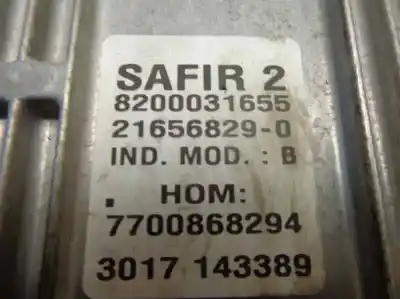 SAFIR 2
8200031655
21656829-0
IND. MOD. : B
. HOM:
7700868294
3017 143389